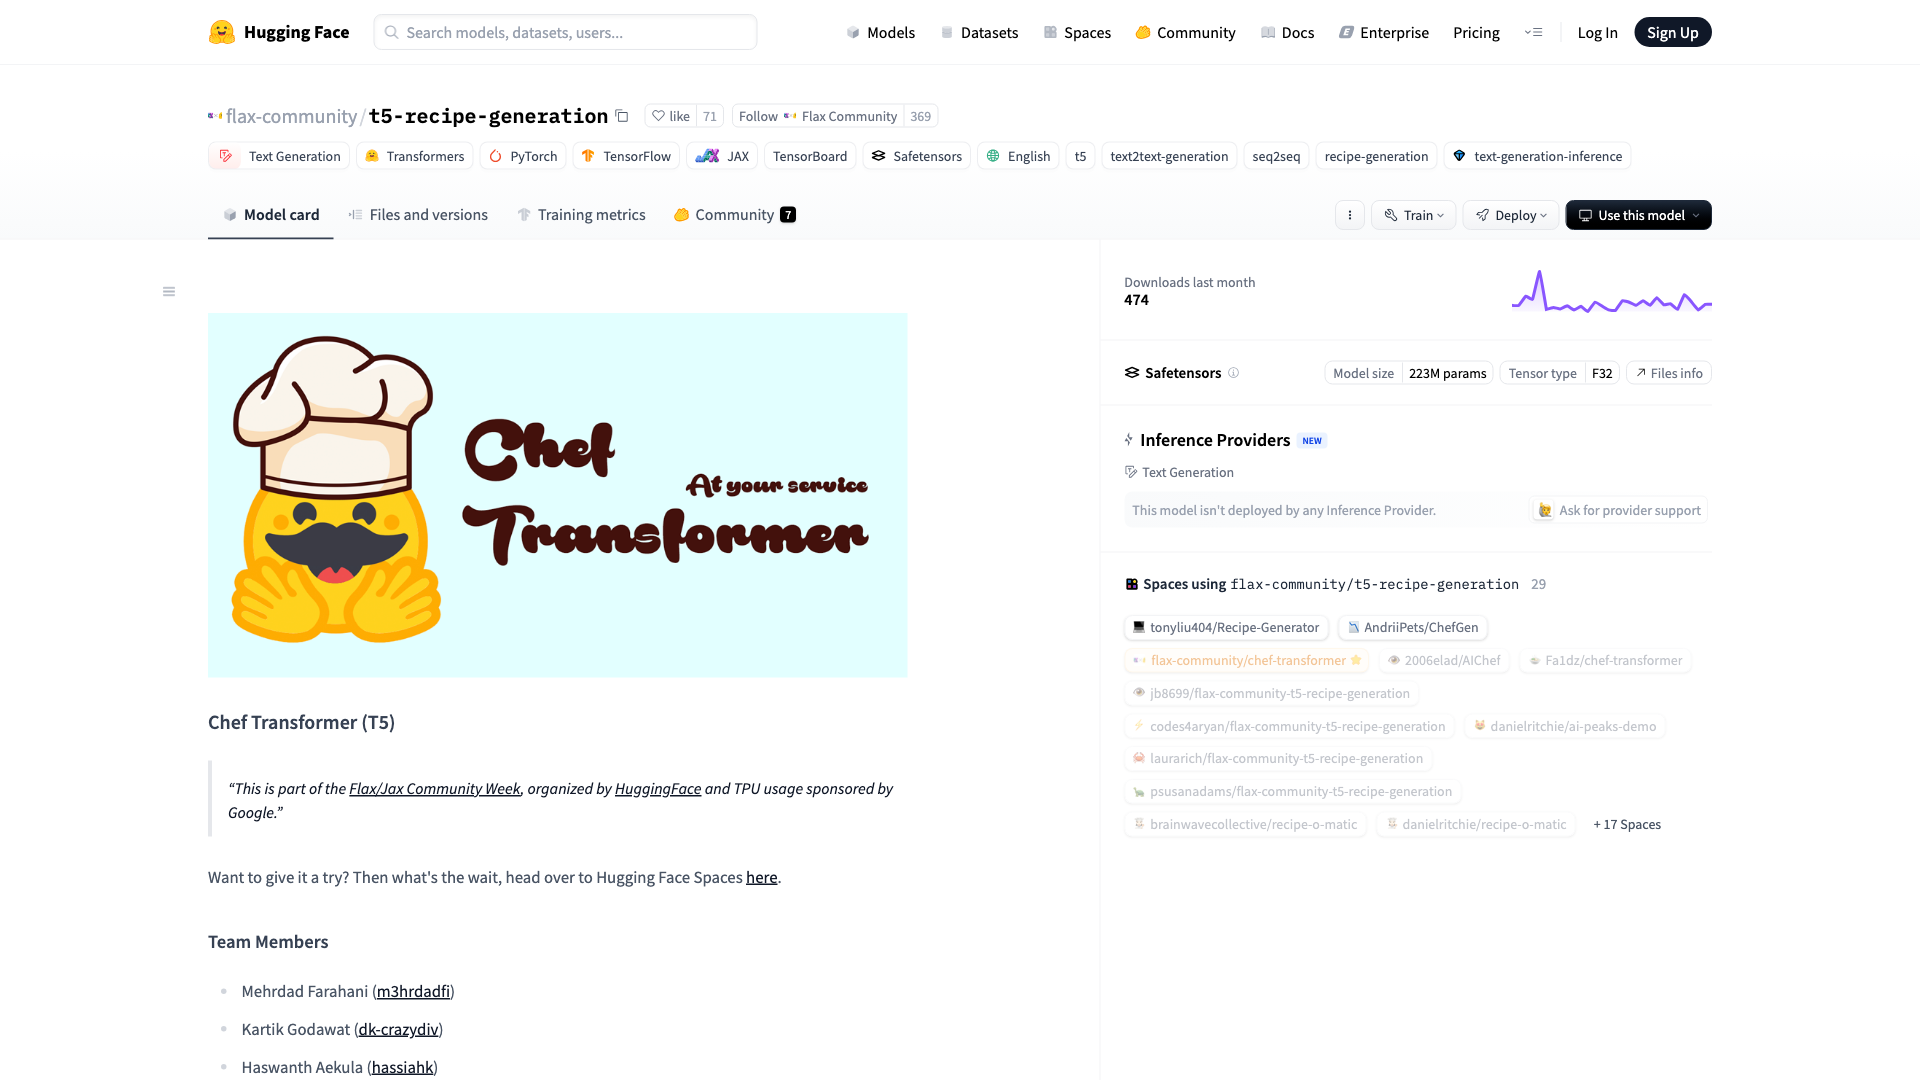 Hugging Face
Search models, datasets, users...
Models
Datasets
Spaces
Community
Docs
Enterprise
Pricing
Log In
Sign Up
flax-community/t5-recipe-generation
like 71
Follow Flax Community 369
Text Generation
Transformers
PyTorch
TensorFlow
JAX
TensorBoard
Safetensors
English
t5
text2text-generation
seq2seq
recipe-generation
text-generation-inference
Model card
Files and versions
Training metrics
Community 7
Train
Deploy
Use this model
Chef
At your service
Transformer
Chef Transformer (T5)
“This is part of the Flax/Jax Community Week, organized by HuggingFace and TPU usage sponsored by
Google.”
Want to give it a try? Then what's the wait, head over to Hugging Face Spaces here.
Team Members
Mehrdad Farahani (m3hrdadfi)
Kartik Godawat (dk-crazydiv)
Haswanth Aekula (hassiahk)
Downloads last month
474
Safetensors
Model size 223M params
Tensor type F32
Files info
Inference Providers NEW
Text Generation
This model isn't deployed by any Inference Provider.
Ask for provider support
Spaces using flax-community/t5-recipe-generation 29
tonyliu404/Recipe-Generator
AndriiPets/ChefGen
flax-community/chef-transformer
2006elad/AIChef
Fa1dz/chef-transformer
jb8699/flax-community-t5-recipe-generation
codes4aryan/flax-community-t5-recipe-generation
danielritchie/ai-peaks-demo
laurarich/flax-community-t5-recipe-generation
psusanadams/flax-community-t5-recipe-generation
brainwavecollective/recipe-o-matic
danielritchie/recipe-o-matic
+ 17 Spaces